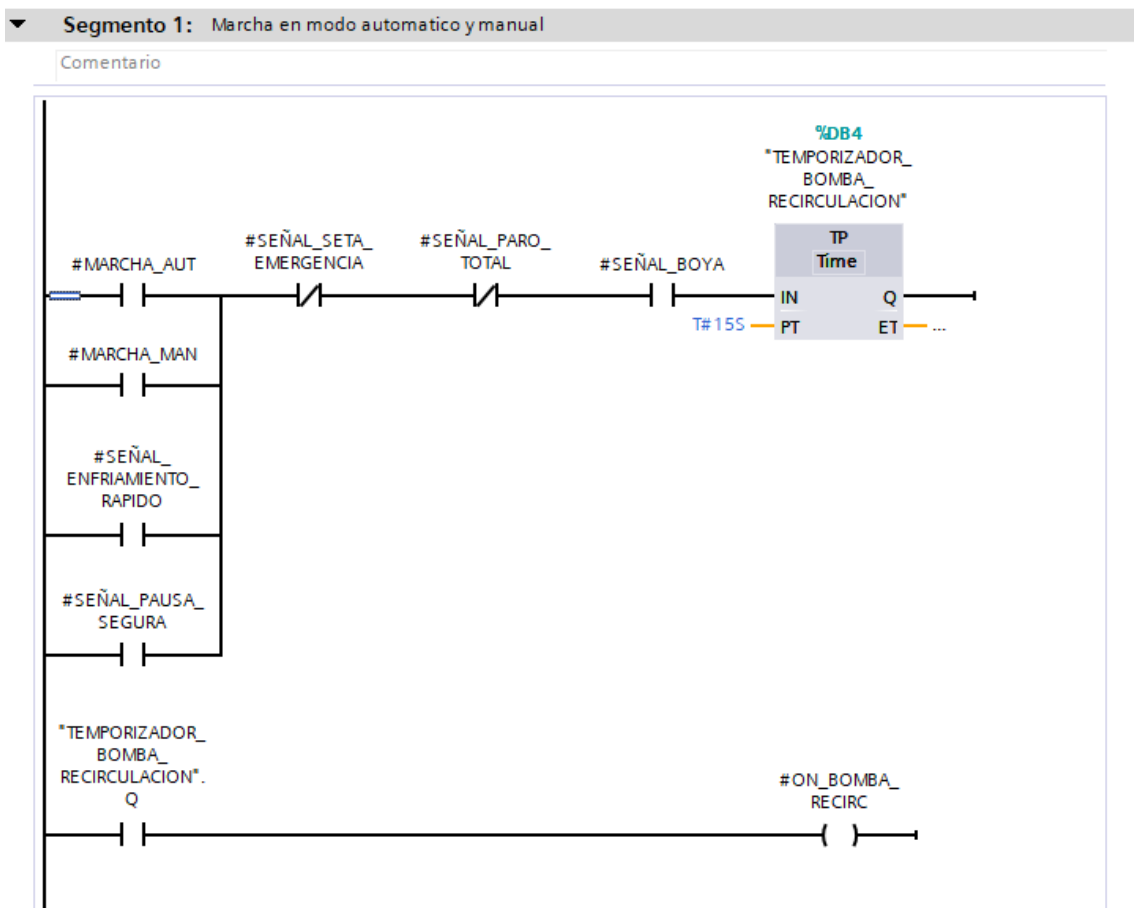 Segmento 1: Marcha en modo automatico y manual
Comentario
%DB4
"TEMPORIZADOR_
BOMBA_
RECIRCULACION"
TP
Time
IN
Q
T#15S
PT
ET
...
#MARCHA_AUT
#SEÑAL_SETA_
EMERGENCIA
#SEÑAL_PARO_
TOTAL
#SEÑAL_BOYA
#MARCHA_MAN
#SEÑAL_
ENFRIAMIENTO_
RAPIDO
#SEÑAL_PAUSA_
SEGURA
"TEMPORIZADOR_
BOMBA_
RECIRCULACION".
Q
#ON_BOMBA_
RECIRC